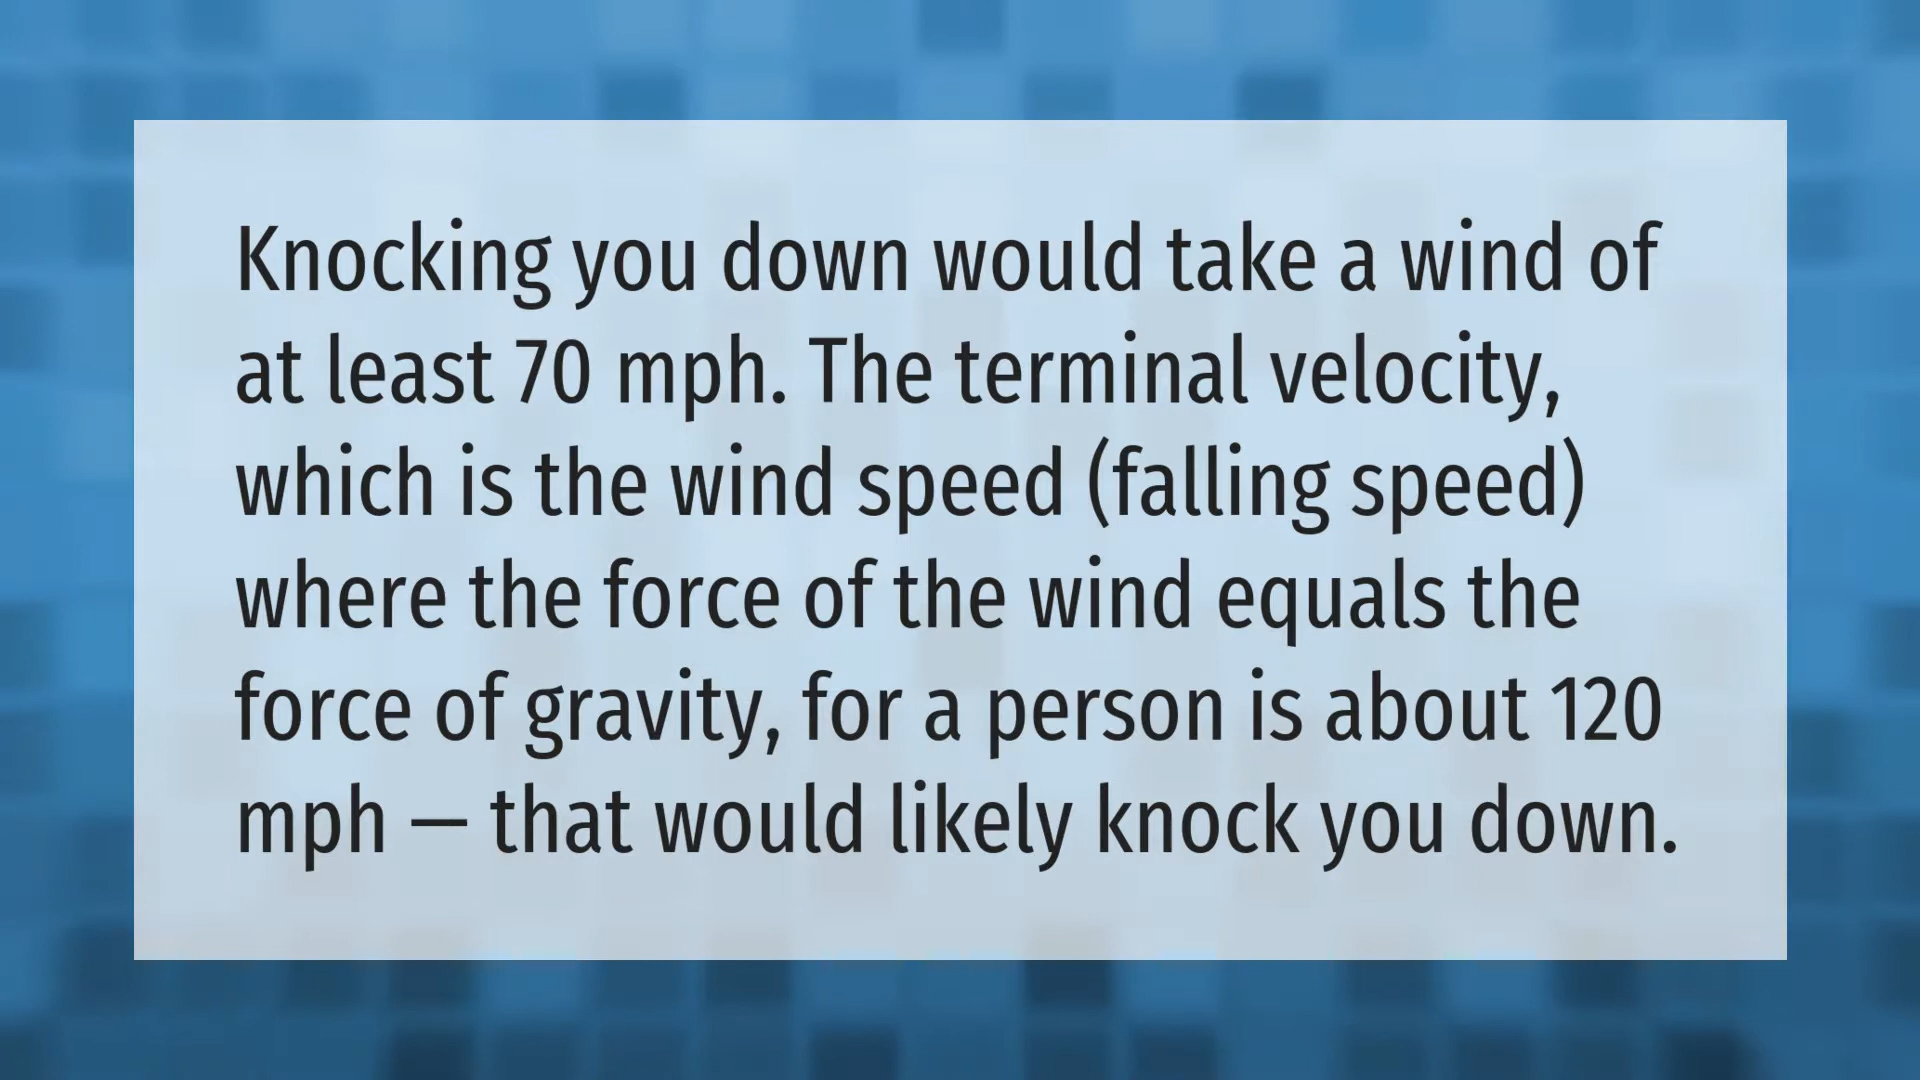 Knocking you down would take a wind of
at least 70 mph. The terminal velocity,
which is the wind speed (falling speed)
where the force of the wind equals the
force of gravity, for a person is about 120
mph — that would likely knock you down.